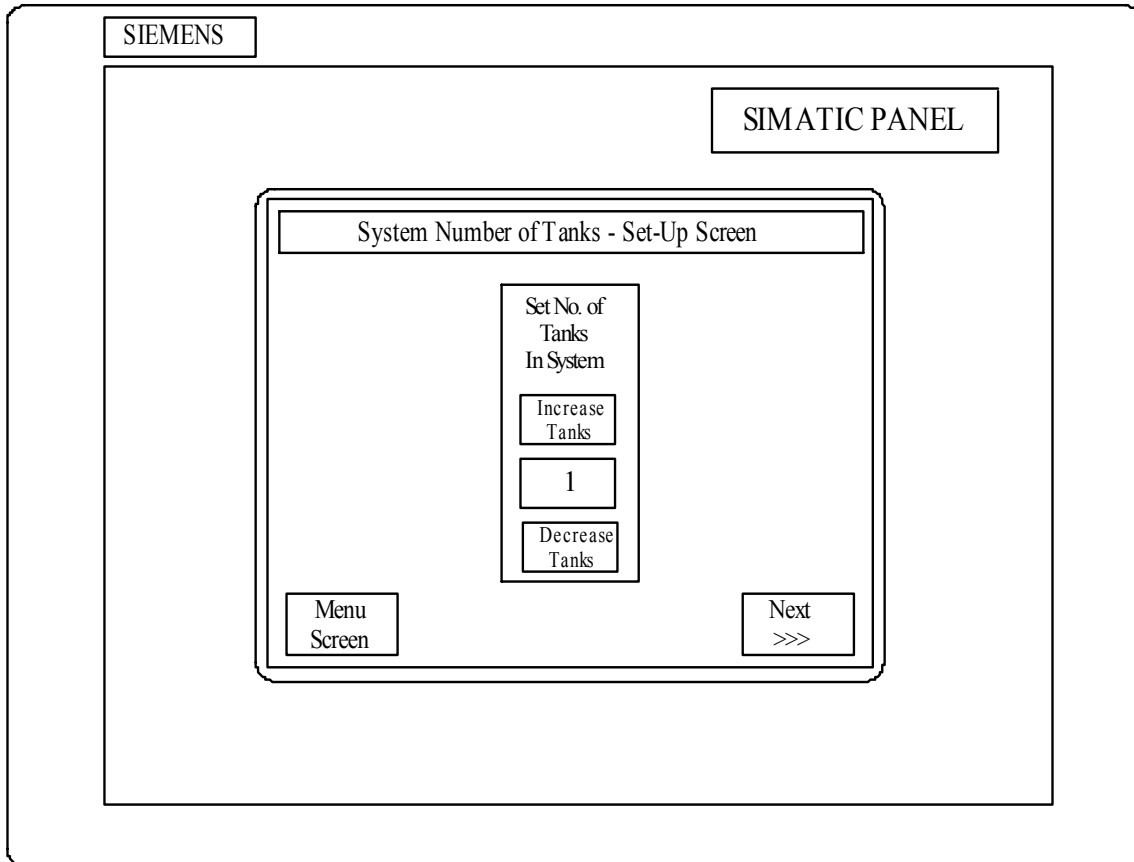 SIEMENS
SIMATIC PANEL
System Number of Tanks - Set-Up Screen
Set No. of
Tanks
In System
Increase
Tanks
1
Decrease
Tanks
Menu
Screen
Next
>>>